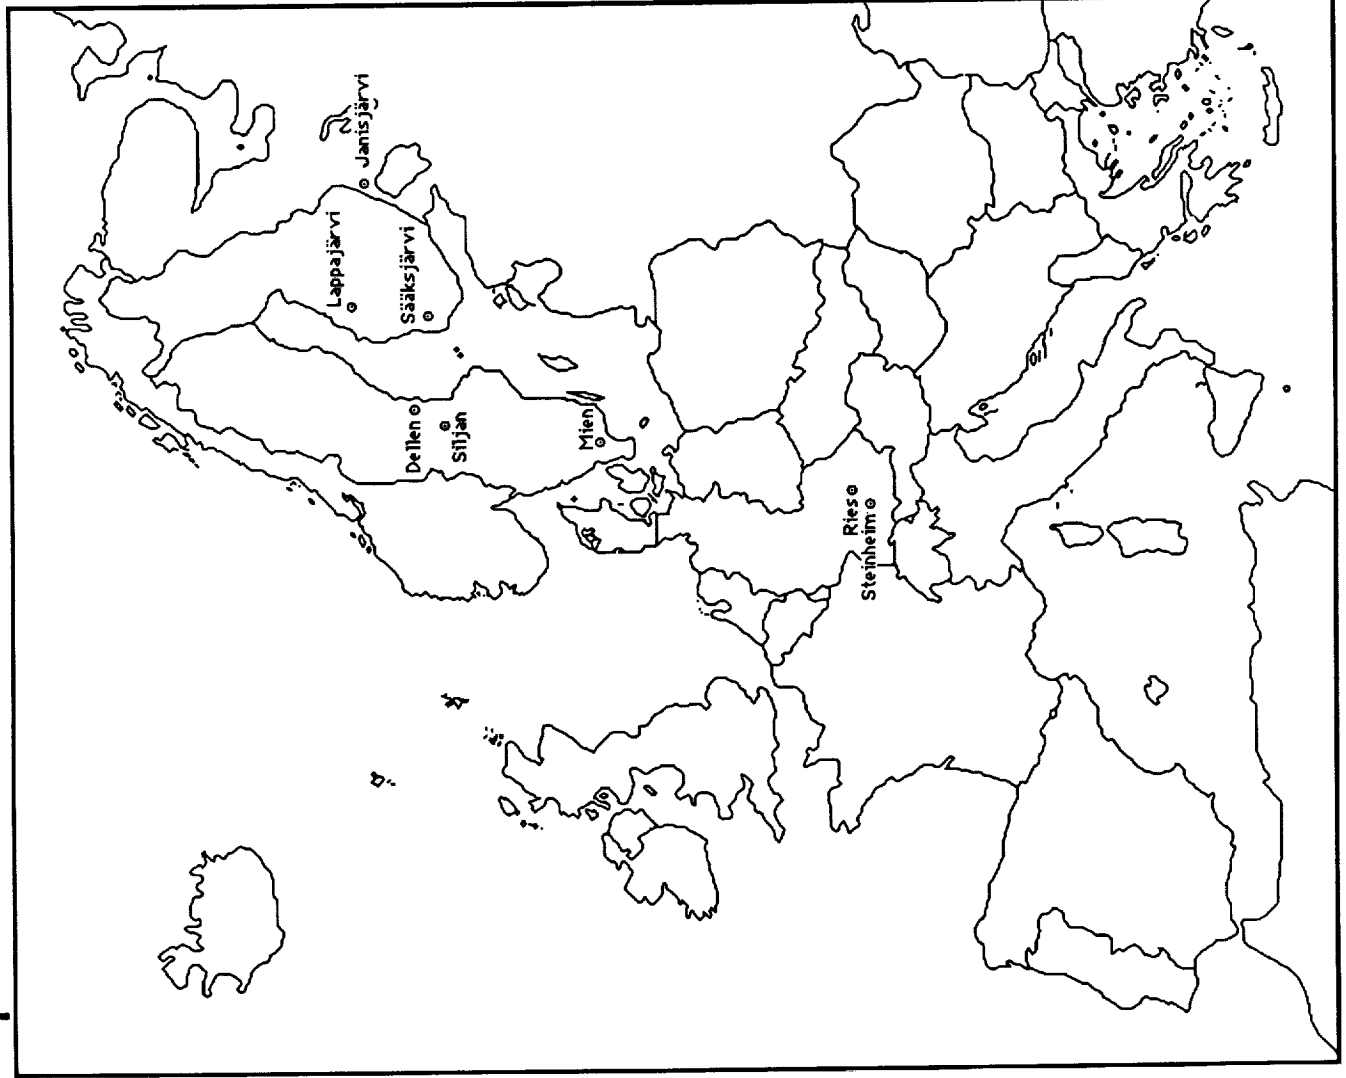 Janisjärvi
Lappajärvi
Sääksjärvi
Dellen
Siljan
Mien
Ries
Steinheim